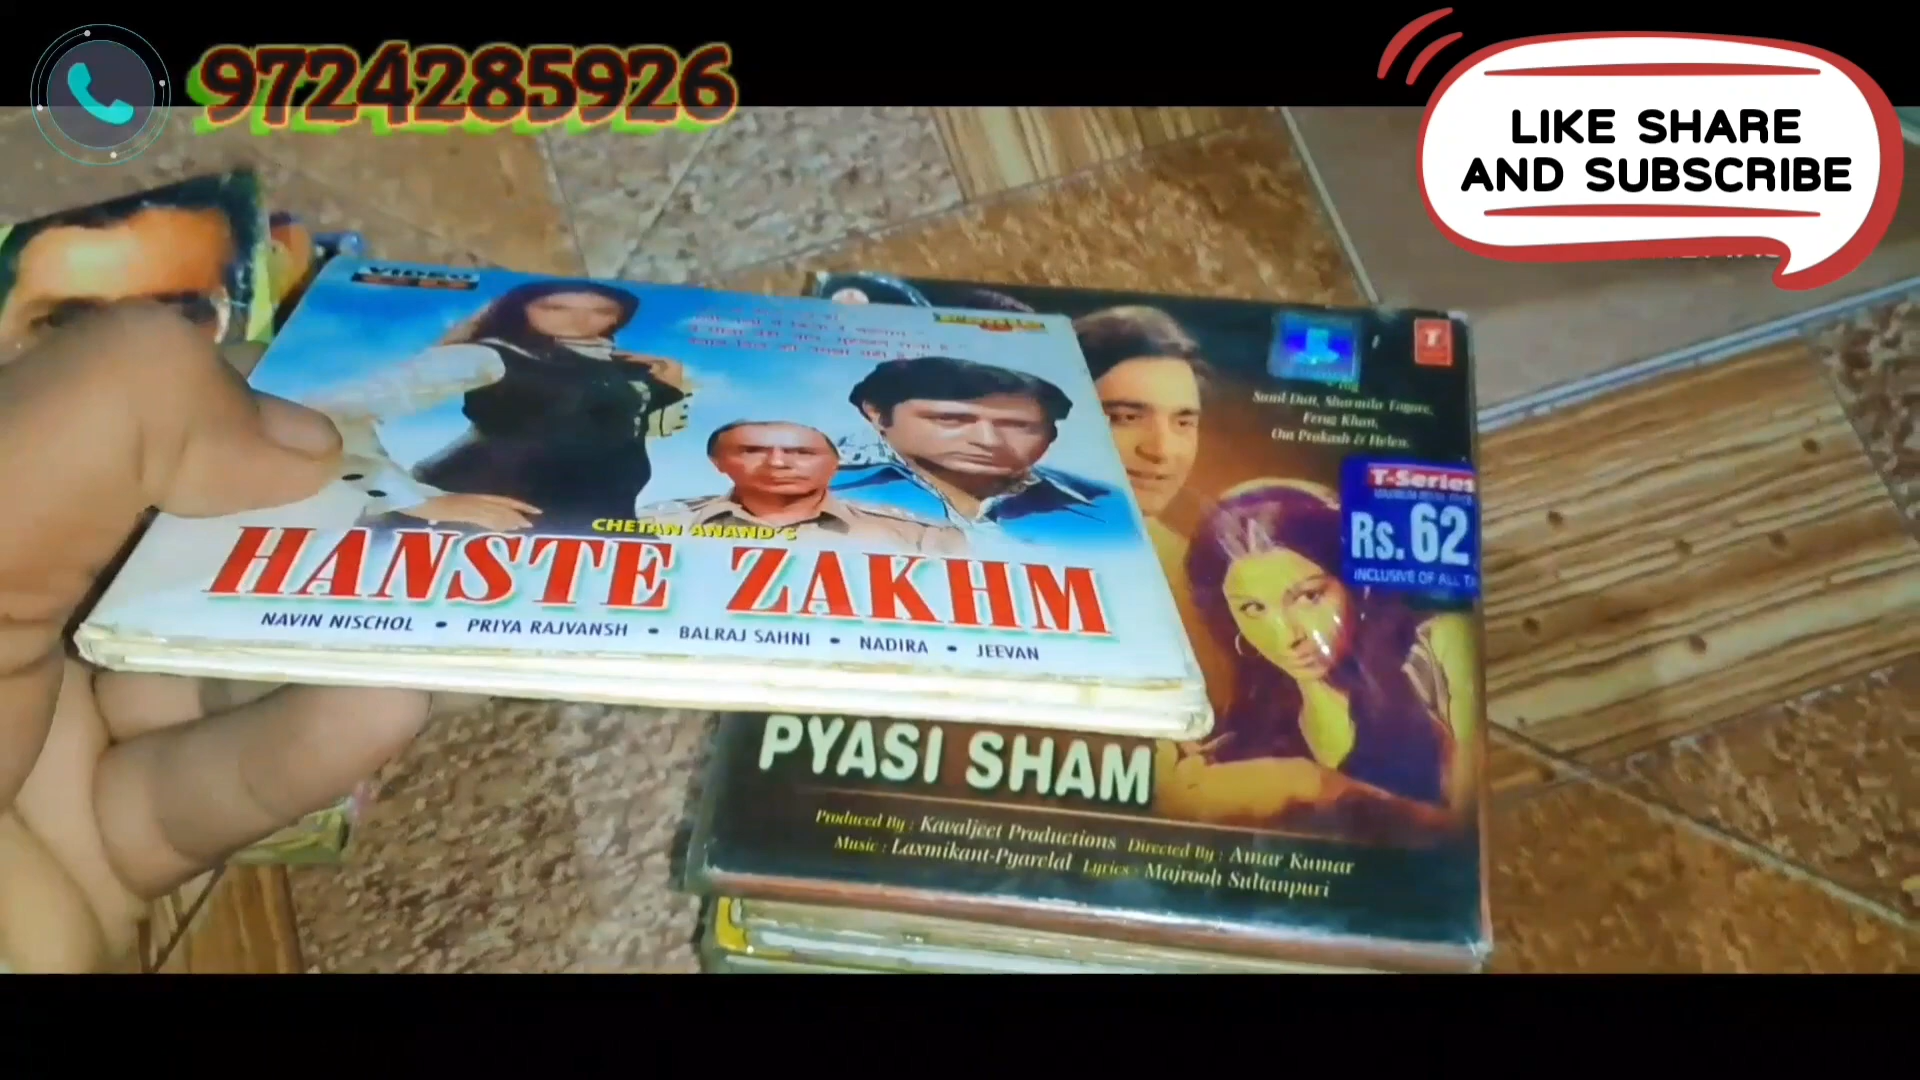 9724285926
LIKE SHARE
AND SUBSCRIBE
VIDEO
CHETAN ANAND'S
HANSTE ZAKHM
NAVIN NISCHOL • PRIYA RAJVANSH • BALRAJ SAHNI • NADIRA • JEEVAN
T
Sunil Dutt, Sharmila Tagore,
Feroz Khan,
Om Prakash & Helen.
T-Series
Rs. 62
INCLUSIVE OF ALL T
PYASI SHAM
Produced By : Kavaljeet Productions Directed By : Amar Kumar
Music : Laxmikant-Pyarelal Lyrics : Majrooh Sultanpuri